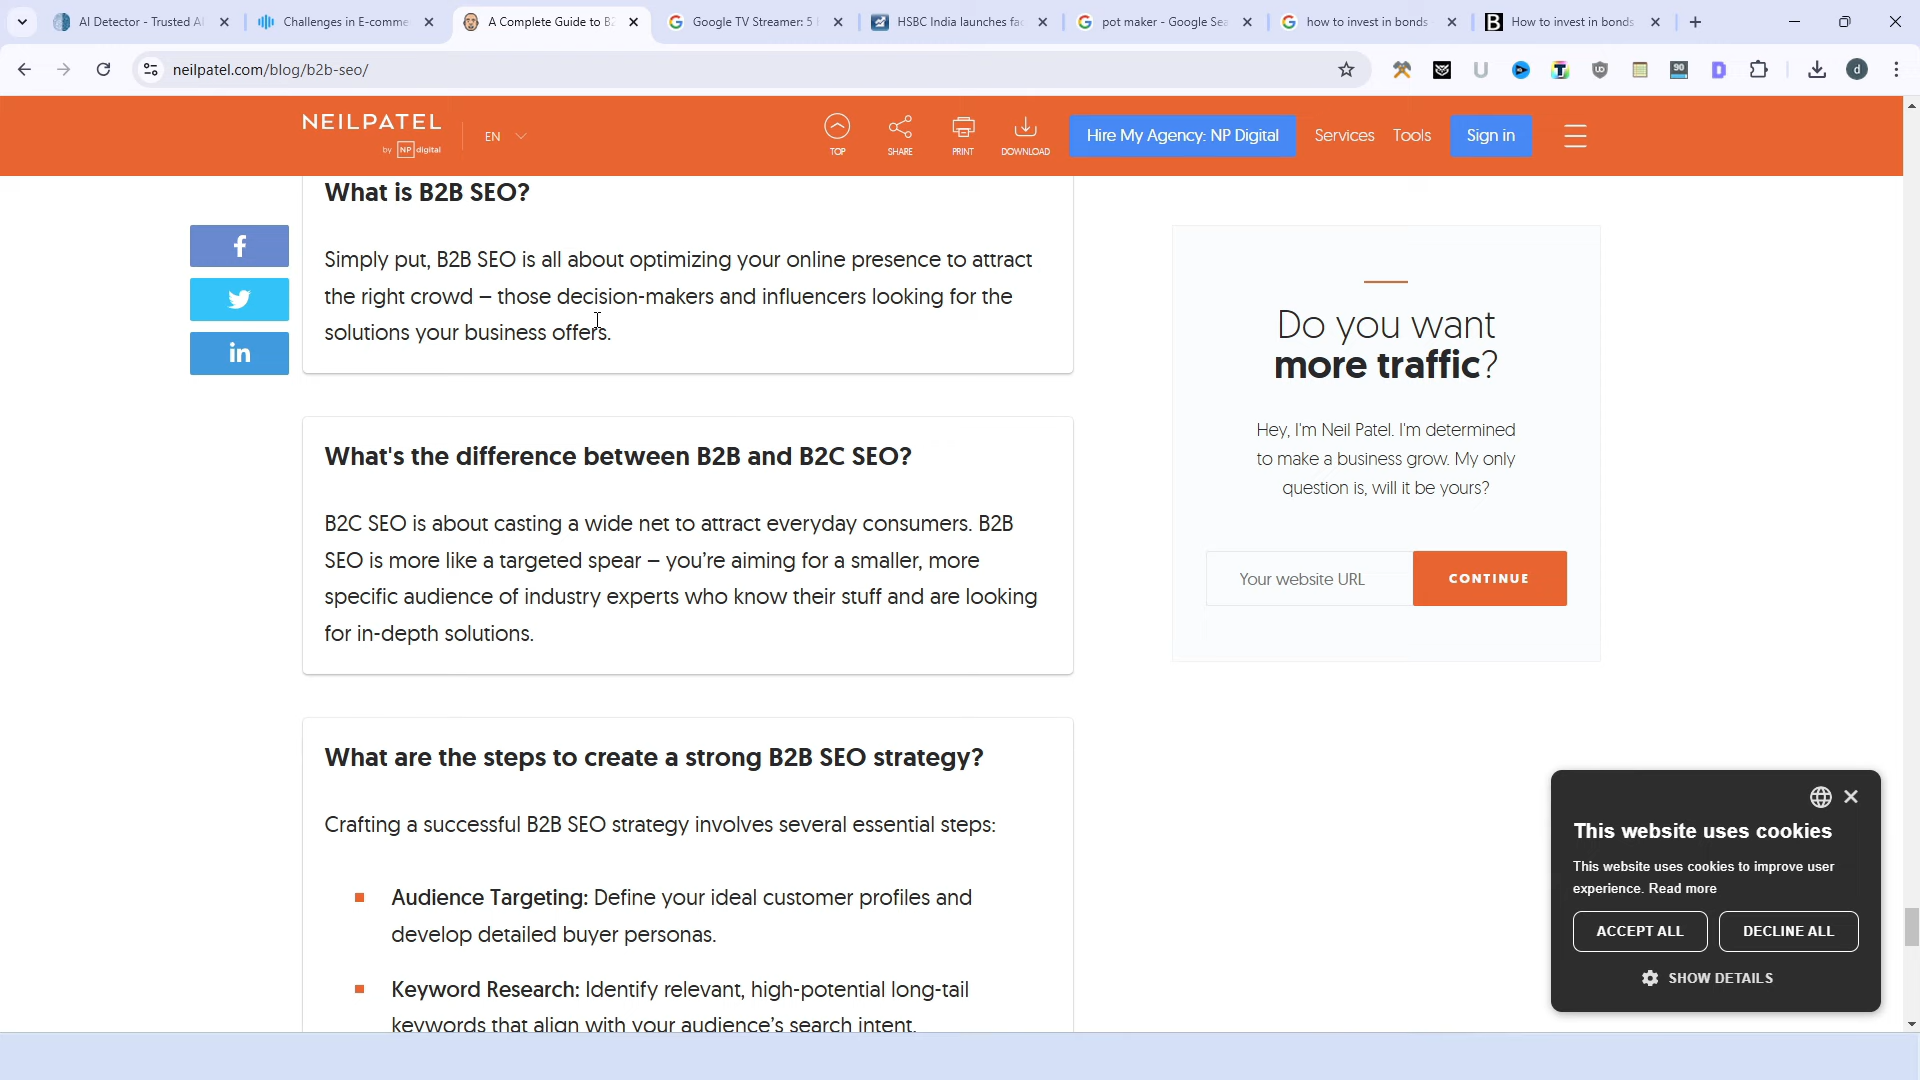 AI Detector - Trusted AI
Challenges in E-comme
A Complete Guide to B2
Google TV Streamer: 5
HSBC India launches fac
pot maker - Google Sea
how to invest in bonds
How to invest in bonds
neilpatel.com/blog/b2b-seo/
90
d
NEILPATEL
by NP digital
EN
TOP
SHARE
PRINT
DOWNLOAD
Hire My Agency: NP Digital
Services
Tools
Sign in
What is B2B SEO?
Simply put, B2B SEO is all about optimizing your online presence to attract
the right crowd – those decision-makers and influencers looking for the
solutions your business offers.
What's the difference between B2B and B2C SEO?
B2C SEO is about casting a wide net to attract everyday consumers. B2B
SEO is more like a targeted spear – you’re aiming for a smaller, more
specific audience of industry experts who know their stuff and are looking
for in-depth solutions.
What are the steps to create a strong B2B SEO strategy?
Crafting a successful B2B SEO strategy involves several essential steps:
Audience Targeting: Define your ideal customer profiles and
develop detailed buyer personas.
Keyword Research: Identify relevant, high-potential long-tail
keywords that align with your audience’s search intent.
Do you want
more traffic?
Hey, I'm Neil Patel. I'm determined
to make a business grow. My only
question is, will it be yours?
Your website URL
CONTINUE
This website uses cookies
This website uses cookies to improve user
experience. Read more
ACCEPT ALL
DECLINE ALL
SHOW DETAILS